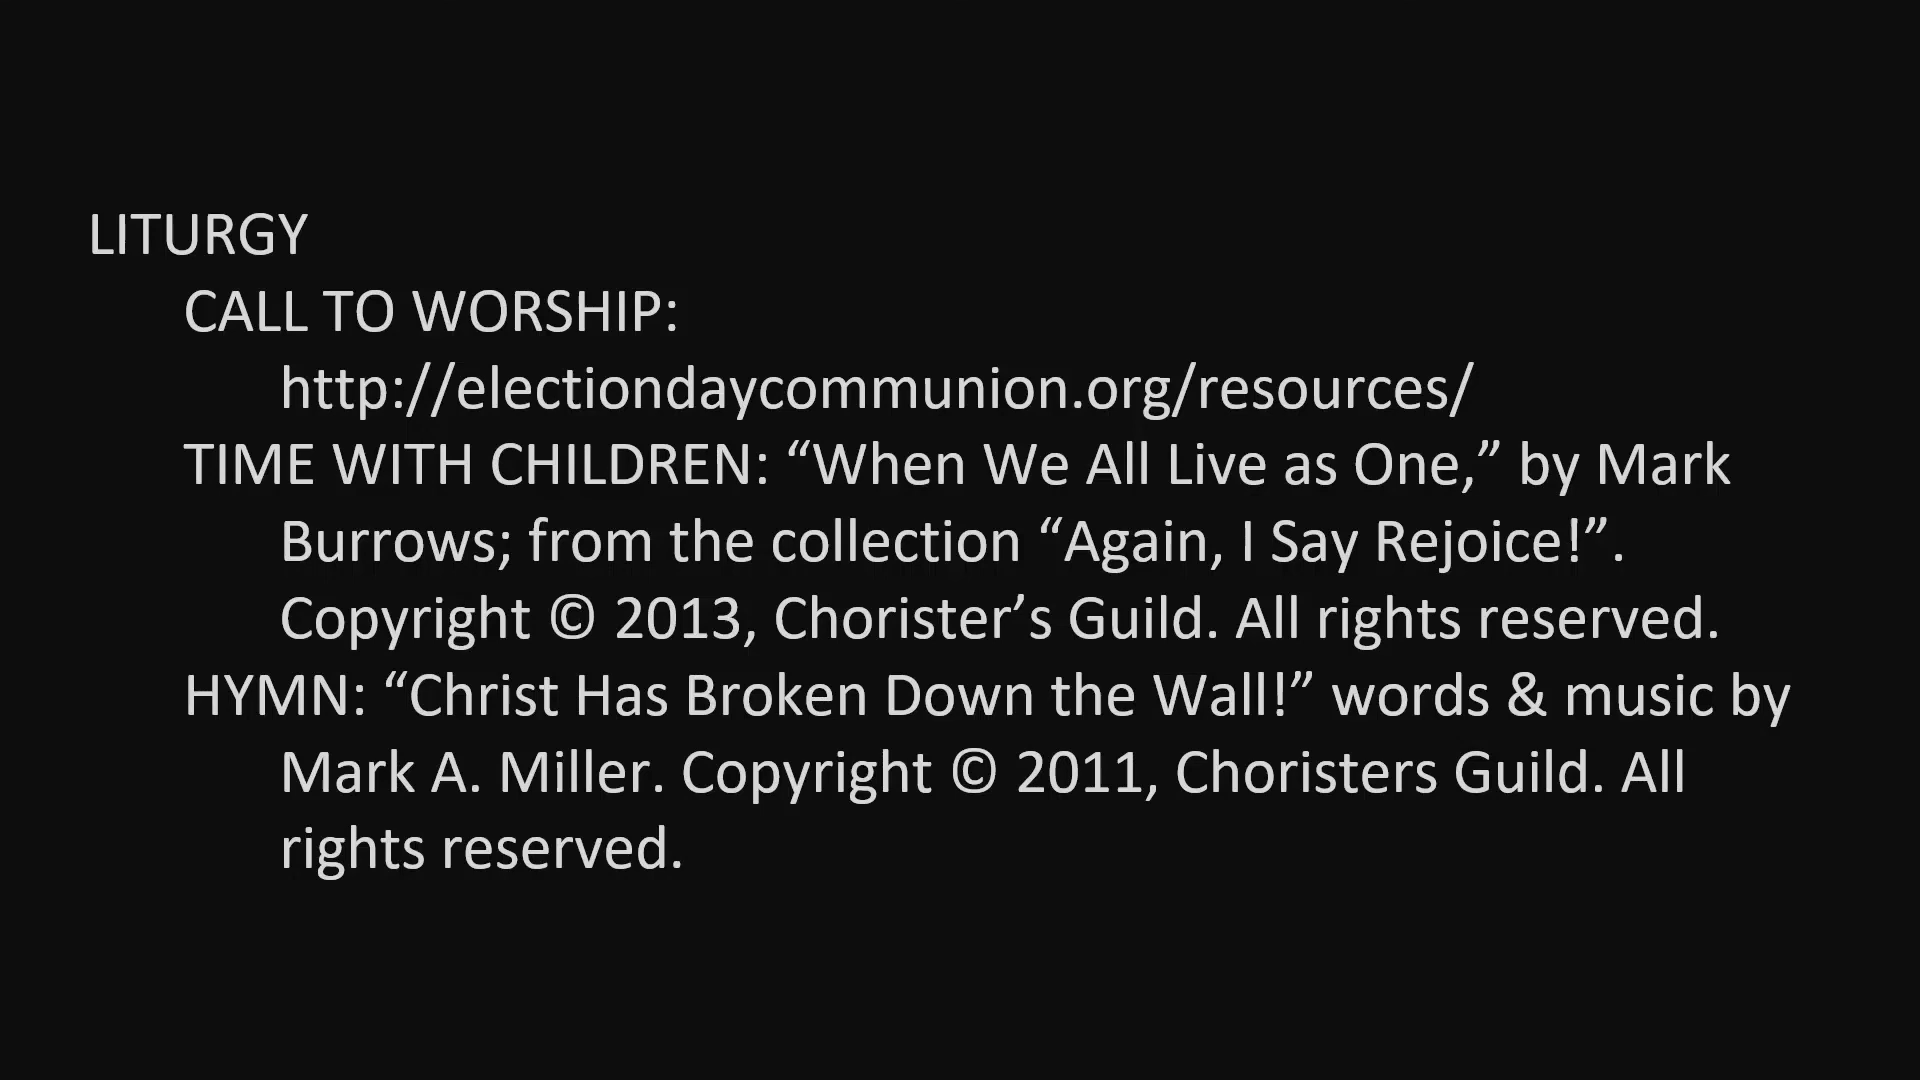 LITURGY
CALL TO WORSHIP:
http://electiondaycommunion.org/resources/
TIME WITH CHILDREN: “When We All Live as One,” by Mark
Burrows; from the collection “Again, I Say Rejoice!”.
Copyright © 2013, Chorister’s Guild. All rights reserved.
HYMN: “Christ Has Broken Down the Wall!” words & music by
Mark A. Miller. Copyright © 2011, Choristers Guild. All
rights reserved.